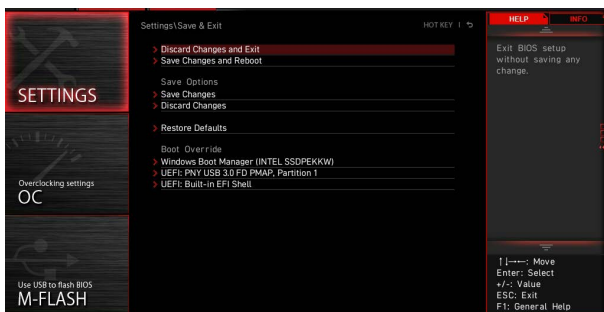 SETTINGS
Overclocking settings
OC
Use USB to flash BIOS
M-FLASH
Settings\Save & Exit
HOT KEY |
> Discard Changes and Exit
> Save Changes and Reboot
Save Options
> Save Changes
> Discard Changes
> Restore Defaults
Boot Override
> Windows Boot Manager (INTEL SSDPEKKW)
> UEFI: PNY USB 3.0 FD PMAP, Partition 1
> UEFI: Built-in EFI Shell
HELP
INFO
Exit BIOS setup
without saving any
change.
↑↓→←: Move
Enter: Select
+/-: Value
ESC: Exit
F1: General Help